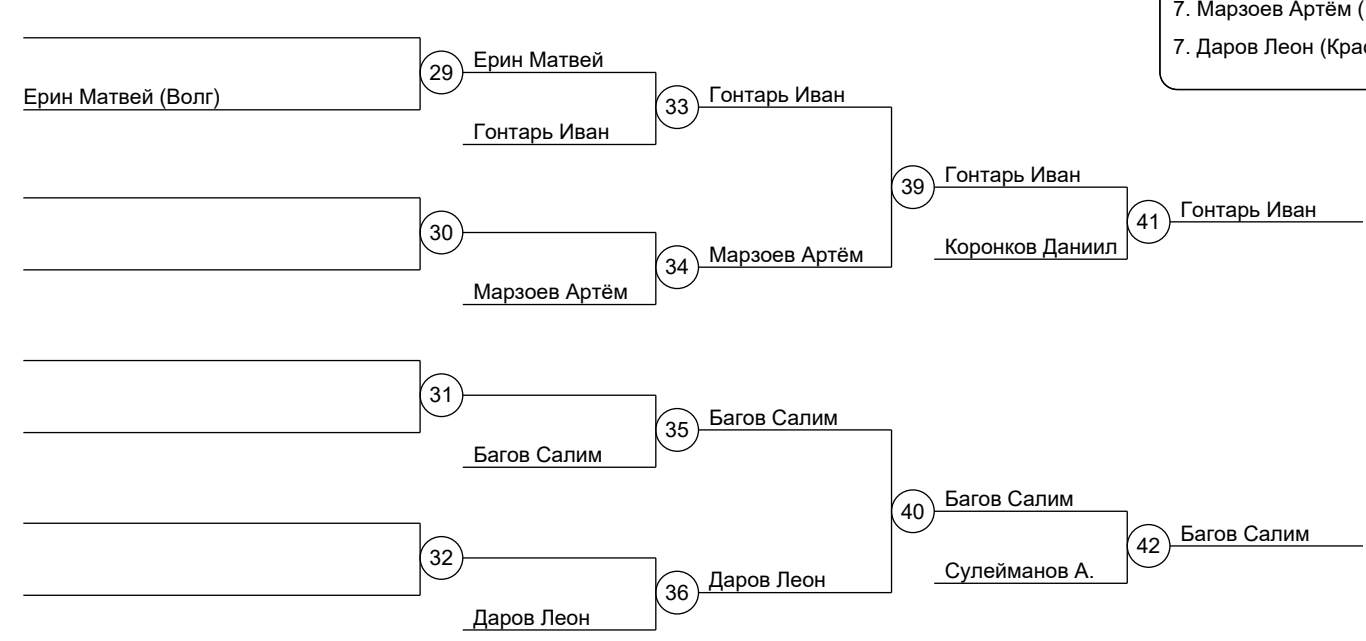 7. Марзоев Артём (
7. Даров Леон (
29
Ерин Матвей
Ерин Матвей (Волг)
33
Гонтарь Иван
Гонтарь Иван
39
Гонтарь Иван
41
Гонтарь Иван
30
34
Марзоев Артём
Коронков Даниил
Марзоев Артём
31
35
Багов Салим
Багов Салим
40
Багов Салим
42
Багов Салим
32
36
Даров Леон
Сулейманов А.
Даров Леон